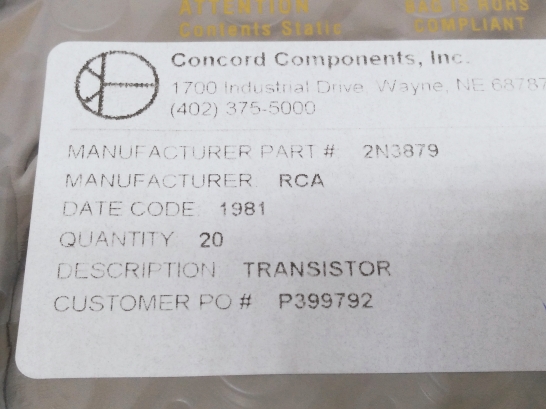 ATTENTION
Contents Static
COMPLIANT
Concord Components, Inc.
1700 Industrial Drive, Wayne, NE 68787
(402) 375-5000
MANUFACTURER PART # 2N3879
MANUFACTURER RCA
DATE CODE 1981
QUANTITY 20
DESCRIPTION TRANSISTOR
CUSTOMER PO # P399792